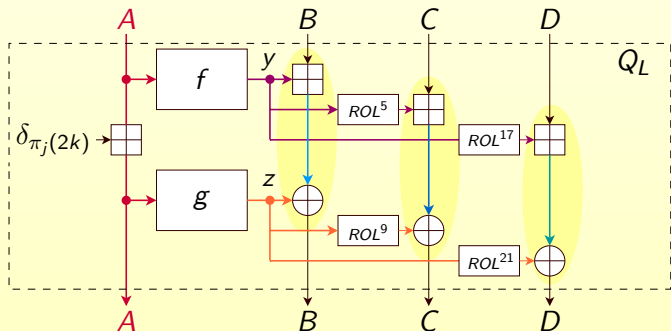 A B C D
Q_L
f y ROL^5
δ_{π_j(2k)} ROL^17
g z ROL^9
ROL^21
A B C D